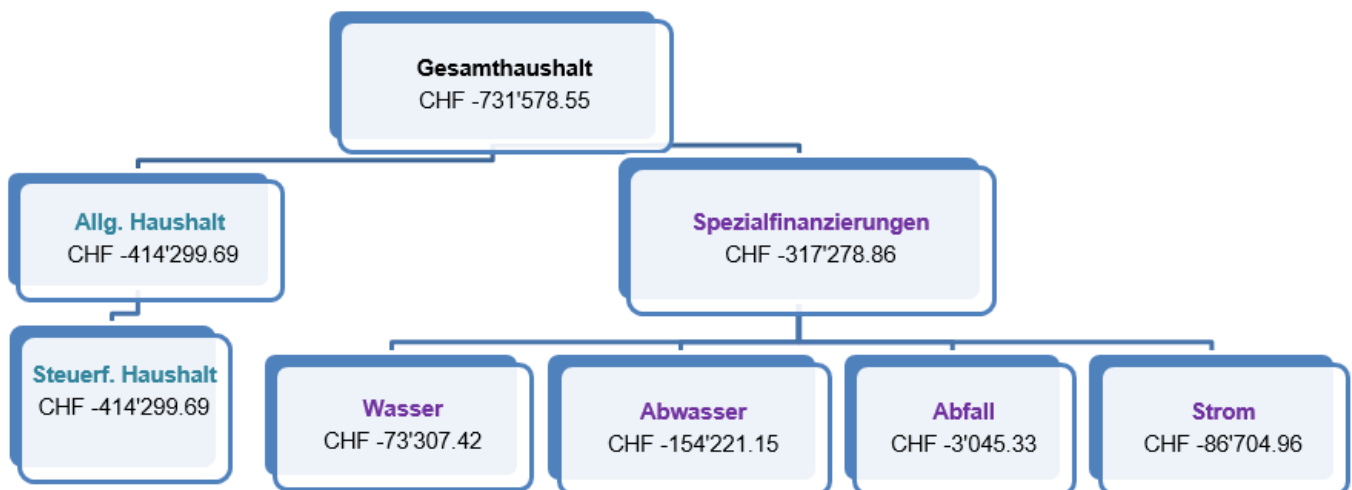 Gesamthaushalt
CHF -731'578.55
Allg. Haushalt
CHF -414'299.69
Spezialfinanzierungen
CHF -317'278.86
Steuerf. Haushalt
CHF -414'299.69
Wasser
CHF -73'307.42
Abwasser
CHF -154'221.15
Abfall
CHF -3'045.33
Strom
CHF -86'704.96